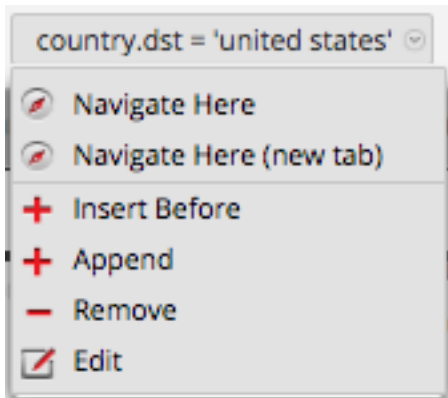 country.dst = 'united states'
Navigate Here
Navigate Here (new tab)
Insert Before
Append
Remove
Edit